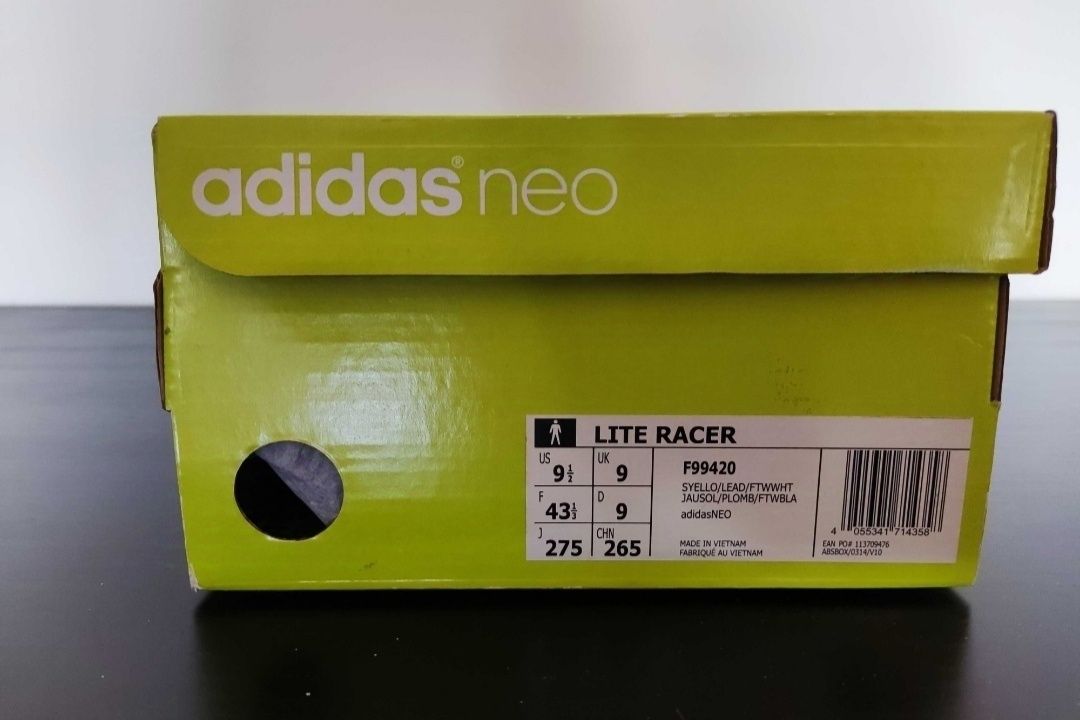 adidas® neo
LITE RACER
US 9½ UK 9
F 43⅓ D 9
J 275 CHN 265
F99420
SYELLO/LEAD/FTWWHT
JAUSOL/PLOMB/FTWBLA
adidasNEO
MADE IN VIETNAM
FABRIQUÉ AU VIETNAM
4 055341 714358
EAN PO# 113709476
ABSBOX/0314/V10